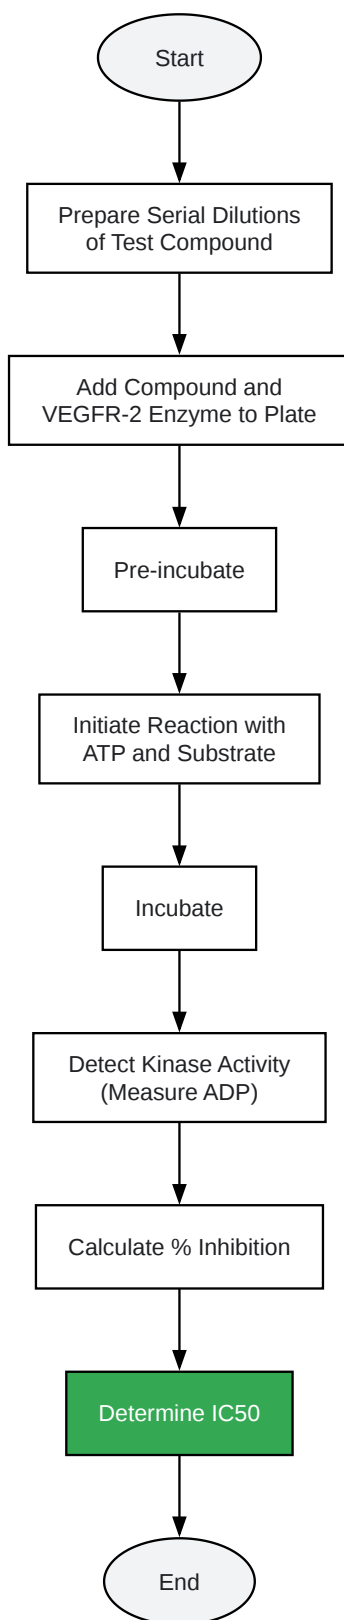 Start
Prepare Serial Dilutions
of Test Compound
Add Compound and
VEGFR-2 Enzyme to Plate
Pre-incubate
Initiate Reaction with
ATP and Substrate
Incubate
Detect Kinase Activity
(Measure ADP)
Calculate % Inhibition
Determine IC50
End